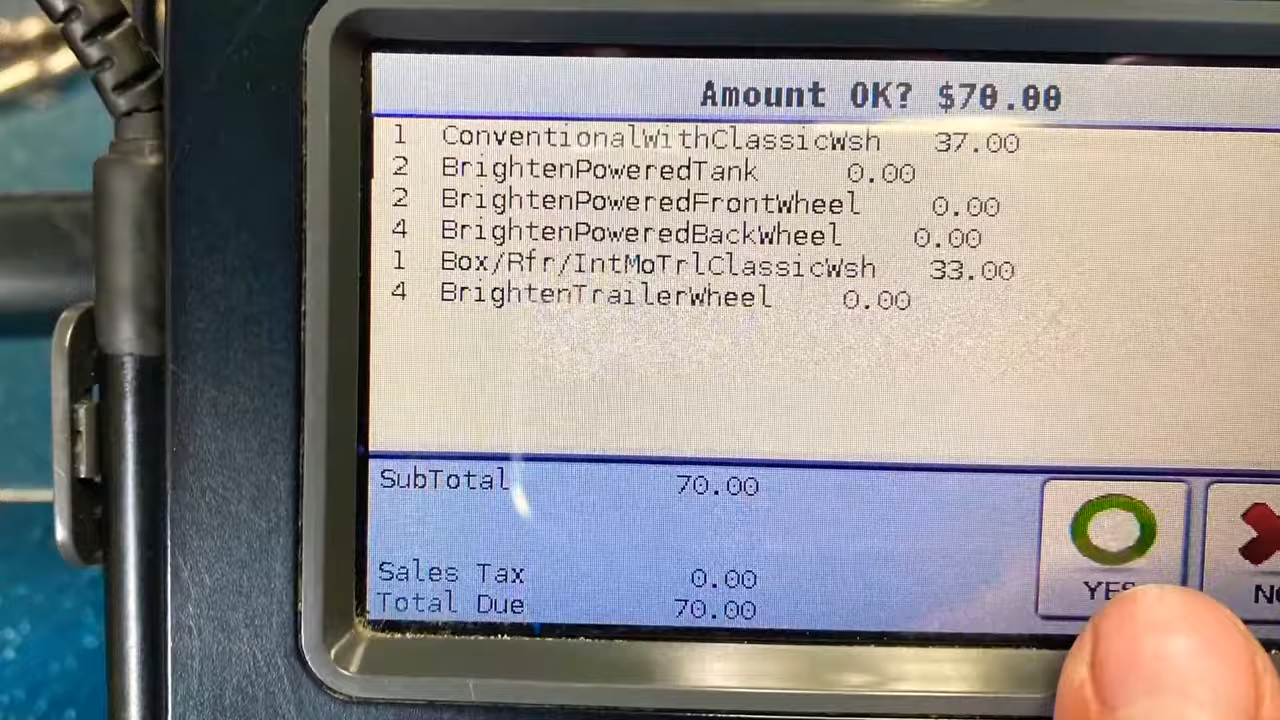 Amount OK? $70.00
1 ConventionalwithClassicWsh 37.00
2 BrightenPoweredTank 0.00
2 BrightenPoweredFrontWheel 0.00
4 BrightenPoweredBackWheel 0.00
1 Box/Rfr/IntMoTrlClassicWsh 33.00
4 BrightenTrailerWheel 0.00
SubTotal 70.00
Sales Tax 0.00
Total Due 70.00
YES